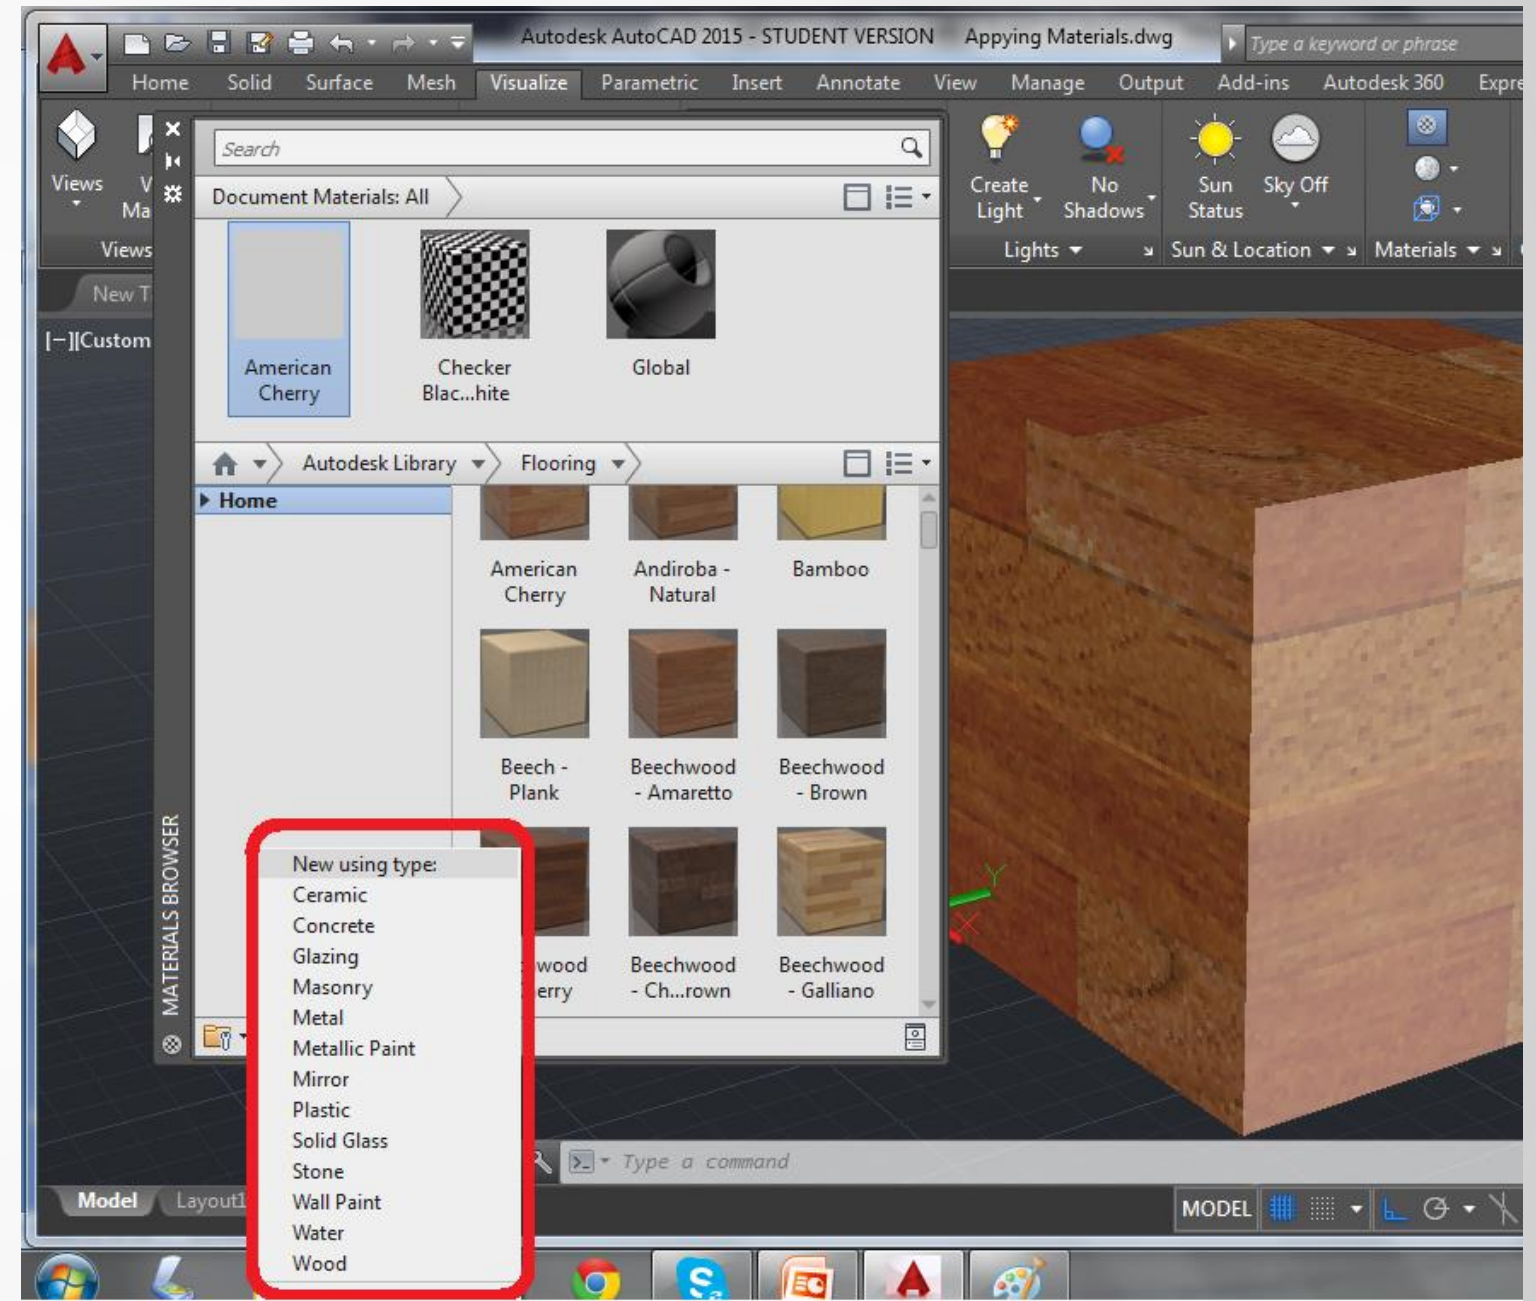 Autodesk AutoCAD 2015 - STUDENT VERSION Appying Materials.dwg
Type a keyword or phrase
Home Solid Surface Mesh Visualize Parametric Insert Annotate View Manage Output Add-ins Autodesk 360 Expre
Views
V
Ma
Views
Create
Light
No
Shadows
Sun
Status
Sky Off
Lights
Sun & Location
Materials
New T
[−][Custom
Search
Document Materials: All
American
Cherry
Checker
Blac...hite
Global
Autodesk Library
Flooring
Home
American
Cherry
Andiroba -
Natural
Bamboo
Beech -
Plank
Beechwood
- Amaretto
Beechwood
- Brown
wood
erry
Beechwood
- Ch...rown
Beechwood
- Galliano
MATERIALS BROWSER
New using type:
Ceramic
Concrete
Glazing
Masonry
Metal
Metallic Paint
Mirror
Plastic
Solid Glass
Stone
Wall Paint
Water
Wood
Y
X
Type a command
Model
Layout1
MODEL